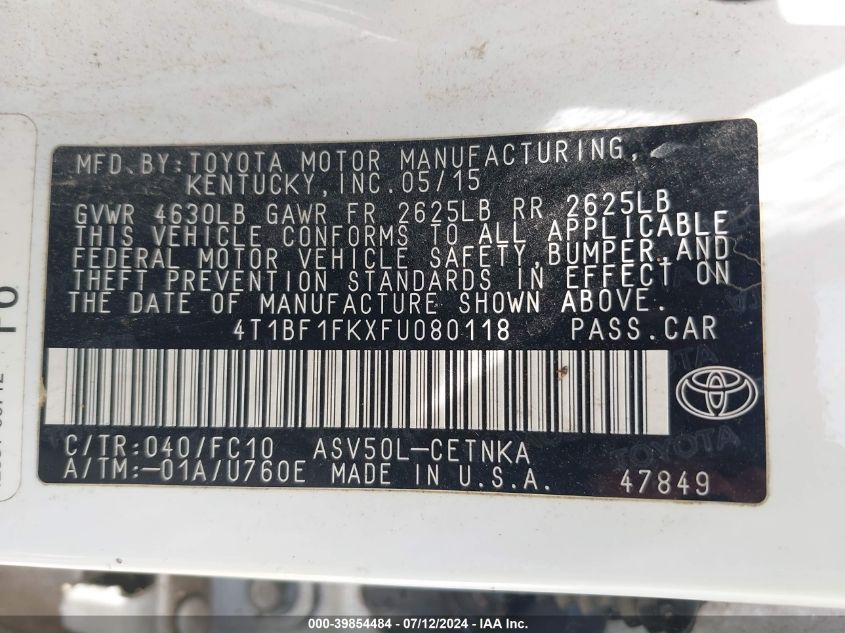 MFD.BY:TOYOTA MOTOR MANUFACTURING,
KENTUCKY,INC.05/15
GVWR 4630LB GAWR FR 2625LB RR 2625LB
THIS VEHICLE CONFORMS TO ALL APPLICABLE
FEDERAL MOTOR VEHICLE SAFETY,BUMPER,AND
THEFT PREVENTION STANDARDS IN EFFECT ON
THE DATE OF MANUFACTURE SHOWN ABOVE.
4T1BF1FKXFU080118 PASS.CAR
C/TR:040/FC10 ASV50L-CETNKA
A/TM:-01A/U760E MADE IN U.S.A.
47849
000-39854484 - 07/12/2024 - IAA Inc.